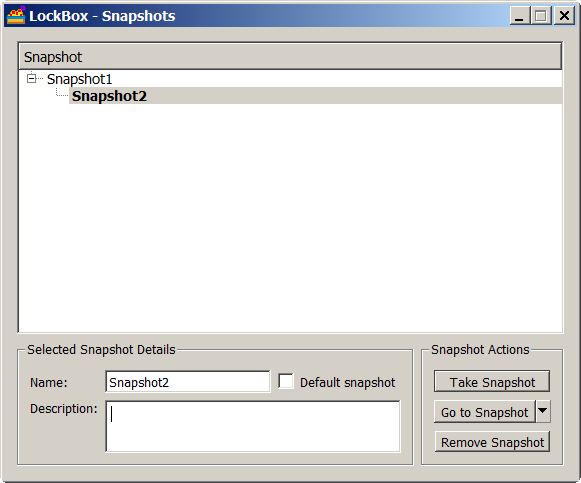 LockBox - Snapshots
Snapshot
Snapshot1
Snapshot2
Selected Snapshot Details
Name:
Snapshot2
Default snapshot
Description:
Snapshot Actions
Take Snapshot
Go to Snapshot
Remove Snapshot